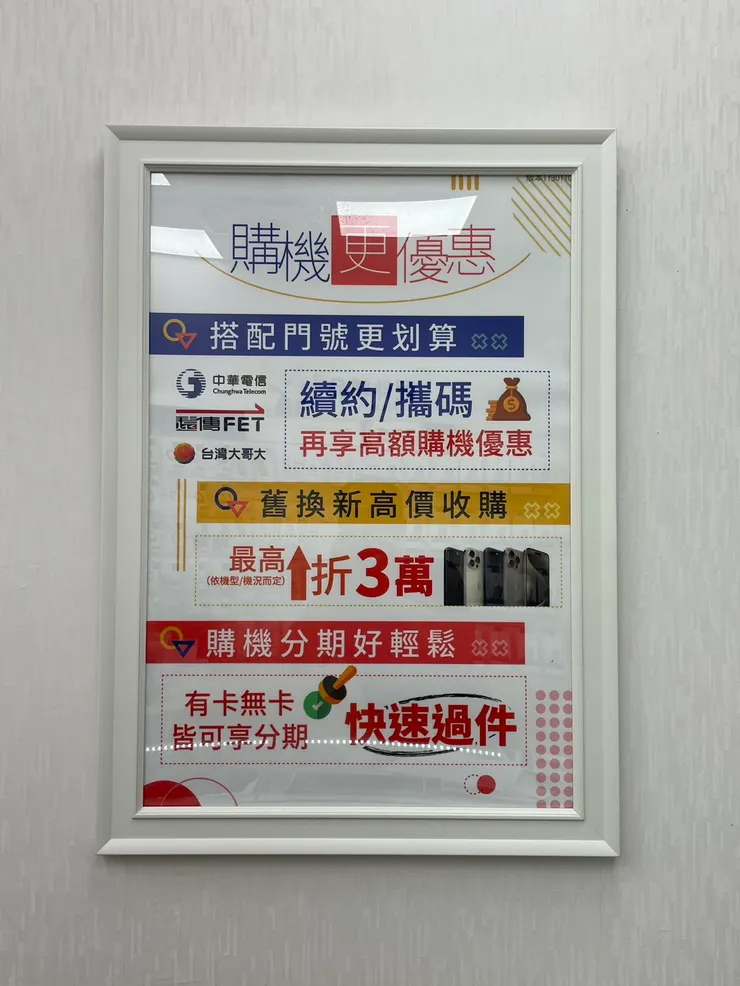 購機更優惠
搭配門號更划算
中華電信
Chunghwa Telecom
遠傳FET
台灣大哥大
續約/攜碼
再享高額購機優惠
舊換新高價收購
最高
(依機型/機況而定)
折3萬
購機分期好輕鬆
有卡無卡
皆可享分期
快速過件